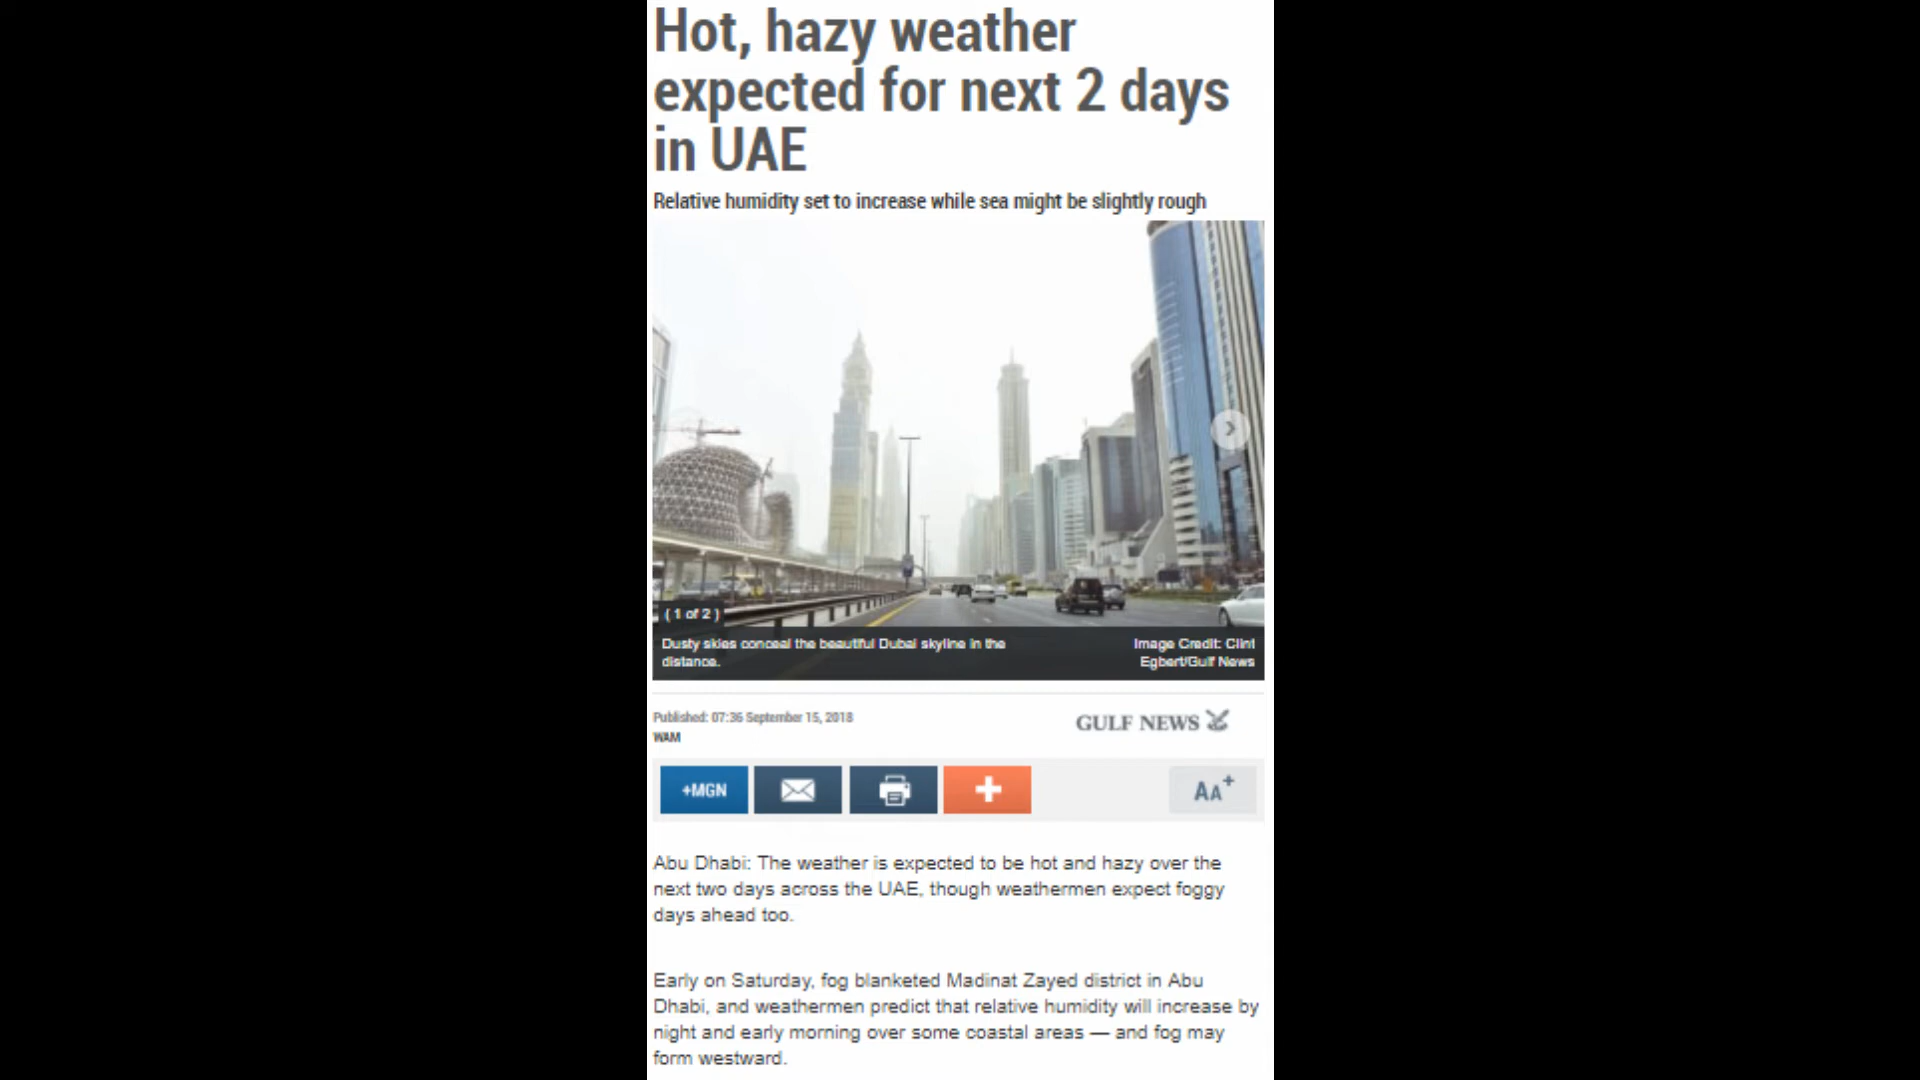 Hot, hazy weather
expected for next 2 days
in UAE
Relative humidity set to increase while sea might be slightly rough
( 1 of 2 )
Dusty skies conceal the beautiful Dubai skyline in the
distance.
Image Credit: Clint
Egbert/Gulf News
Published: 07:36 September 15, 2018
WAM
GULF NEWS
+MGN
AA+
Abu Dhabi: The weather is expected to be hot and hazy over the
next two days across the UAE, though weathermen expect foggy
days ahead too.
Early on Saturday, fog blanketed Madinat Zayed district in Abu
Dhabi, and weathermen predict that relative humidity will increase by
night and early morning over some coastal areas — and fog may
form westward.